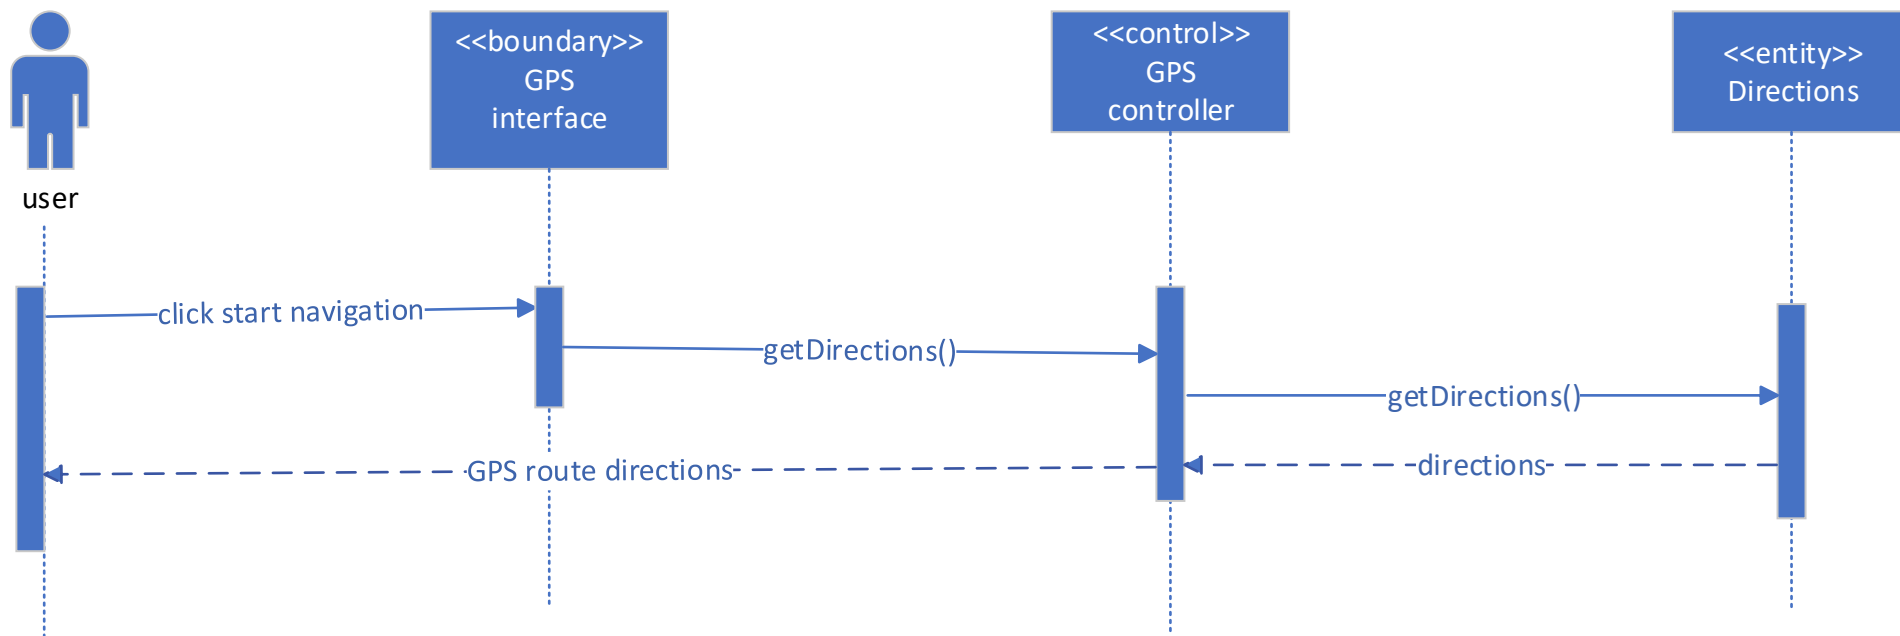 <<boundary>>
GPS
interface
<<control>>
GPS
controller
<<entity>>
Directions
user
click start navigation
getDirections()
getDirections()
GPS route directions
directions